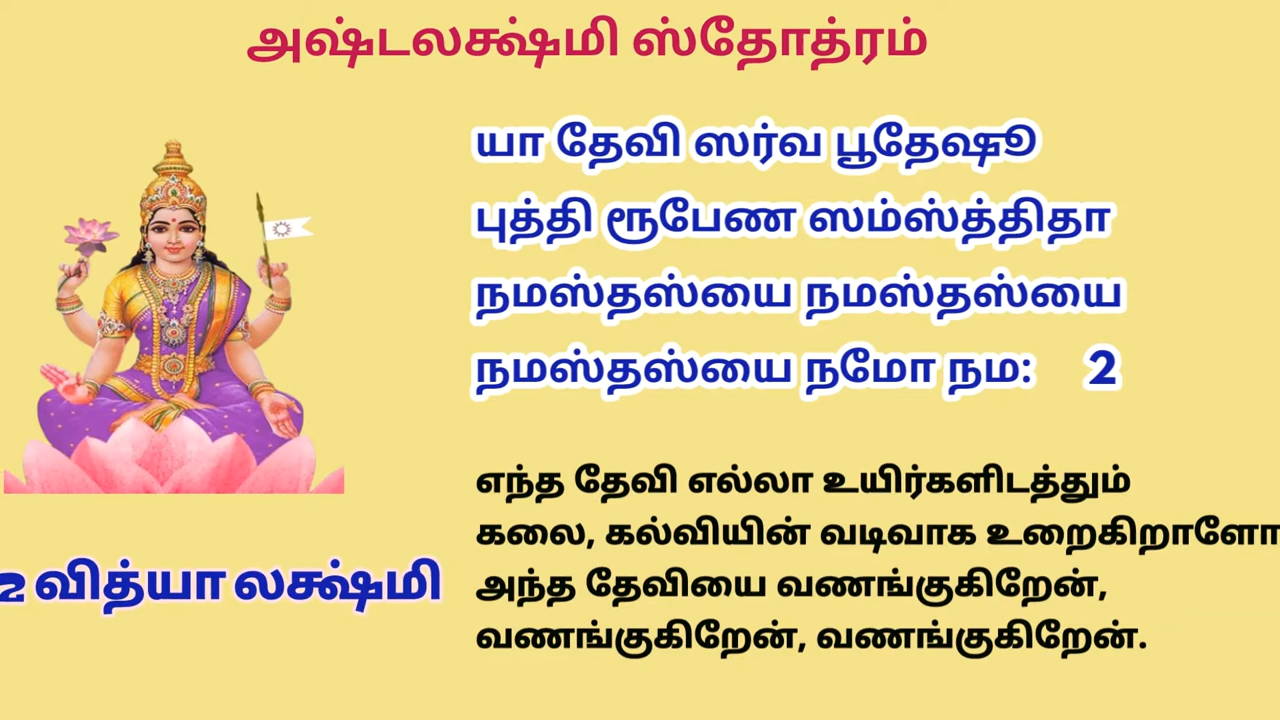 அஷ்டலக்ஷ்மி ஸ்தோத்ரம்
யா தேவி ஸர்வ பூதேஷூ
புத்தி ரூபேண ஸம்ஸ்த்திதா
நமஸ்தஸ்யை நமஸ்தஸ்யை
நமஸ்தஸ்யை நமோ நம: 2
எந்த தேவி எல்லா உயிர்களிடத்தும்
கலை, கல்வியின் வடிவாக உறைகிறாளோ
அந்த தேவியை வணங்குகிறேன்,
வணங்குகிறேன், வணங்குகிறேன்.
2 வித்யா லக்ஷ்மி